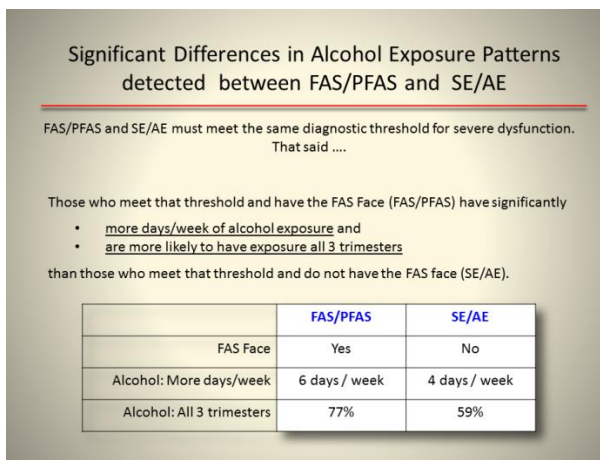 Significant Differences in Alcohol Exposure Patterns
detected between FAS/PFAS and SE/AE
FAS/PFAS and SE/AE must meet the same diagnostic threshold for severe dysfunction.
That said ....
Those who meet that threshold and have the FAS Face (FAS/PFAS) have significantly
• more days/week of alcohol exposure and
• are more likely to have exposure all 3 trimesters
than those who meet that threshold and do not have the FAS face (SE/AE).
FAS/PFAS SE/AE
FAS Face Yes No
Alcohol: More days/week 6 days / week 4 days / week
Alcohol: All 3 trimesters 77% 59%